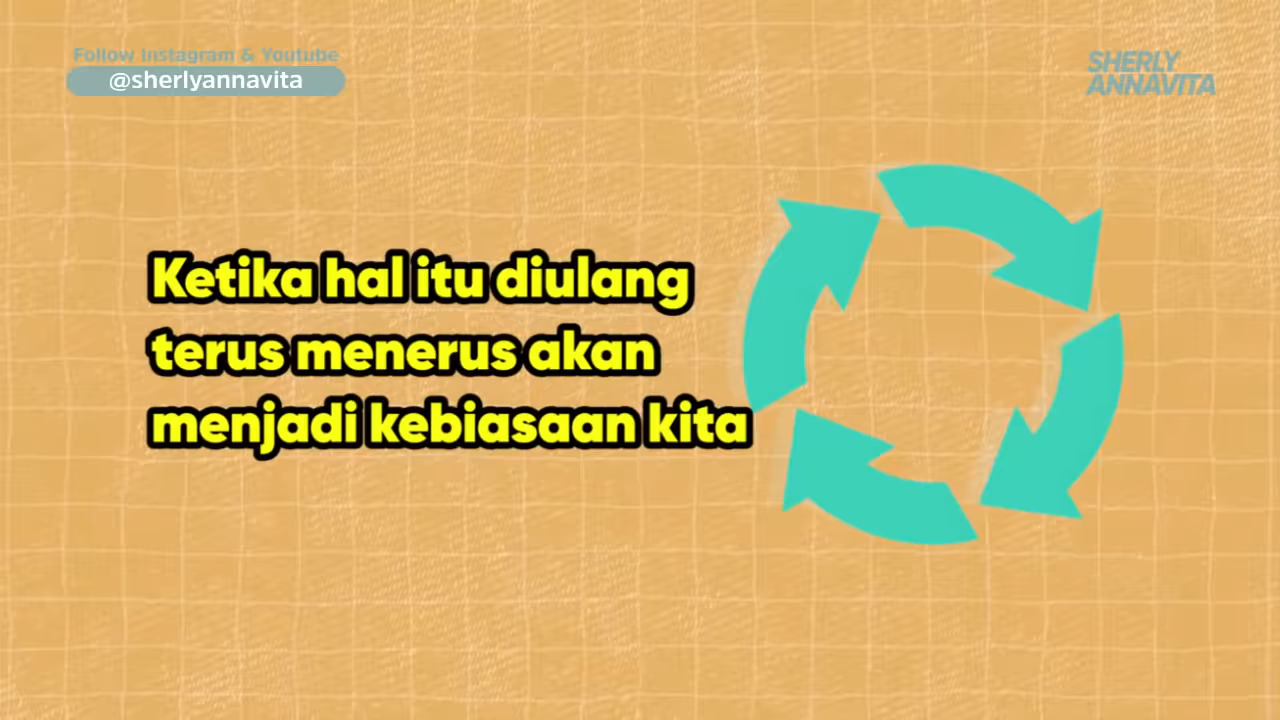 Follow Instagram & Youtube
@sherlyannavita
SHERLY
ANNAVITA
Ketika hal itu diulang
terus menerus akan
menjadi kebiasaan kita